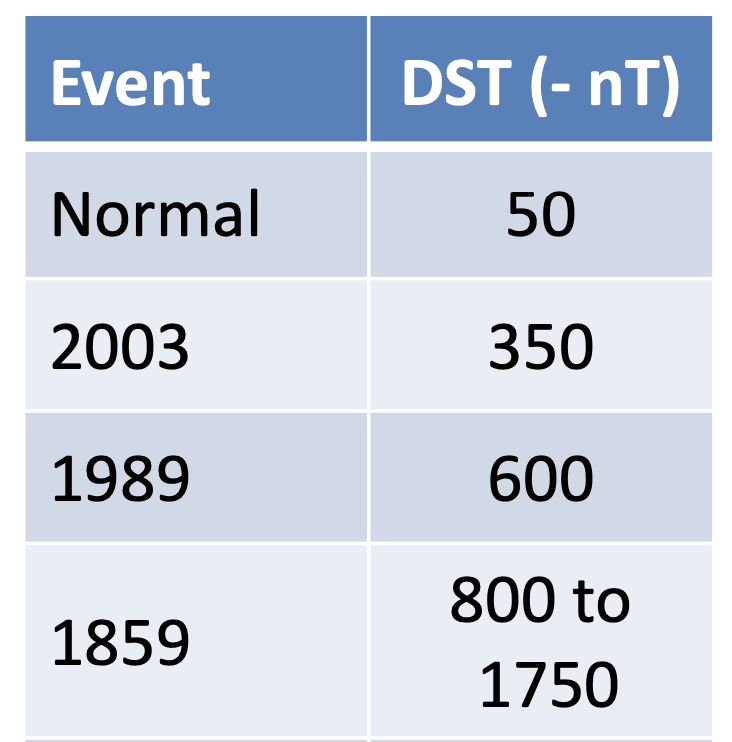 Event DST (- nT)
Normal 50
2003 350
1989 600
1859 800 to
1750